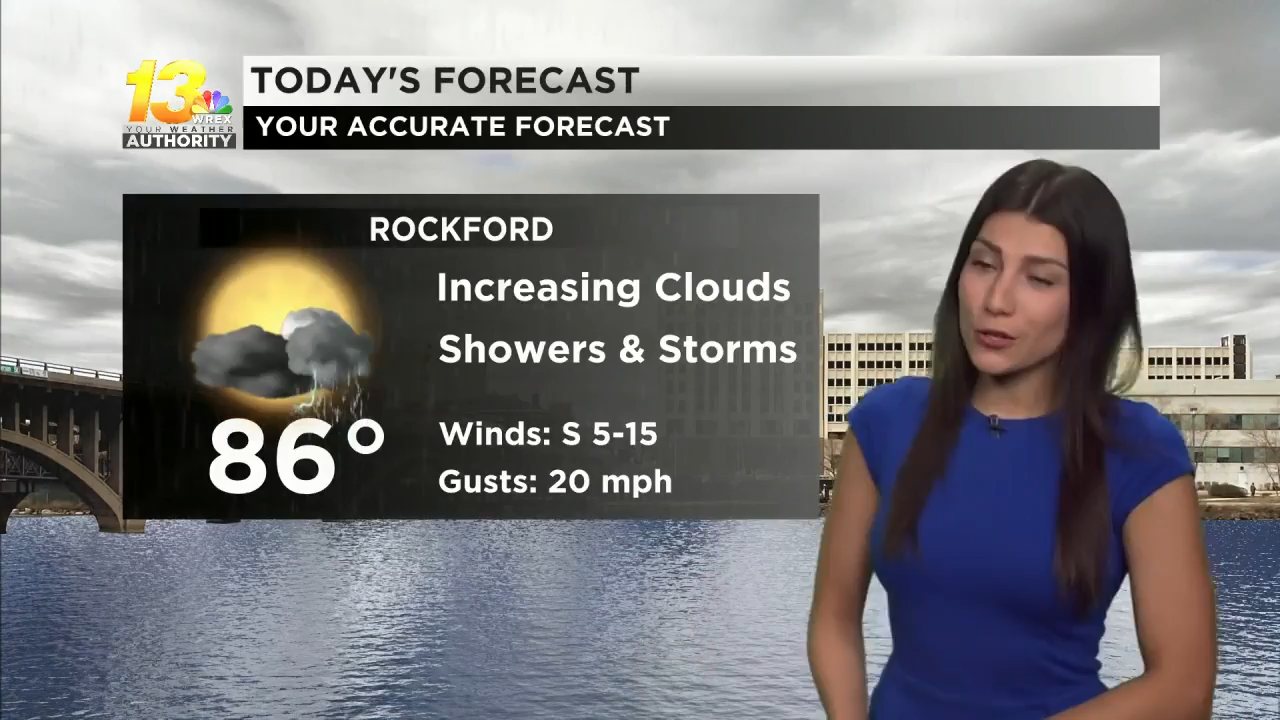 13
WREX
YOUR WEATHER
AUTHORITY
TODAY'S FORECAST
YOUR ACCURATE FORECAST
ROCKFORD
Increasing Clouds
Showers & Storms
86°
Winds: S 5-15
Gusts: 20 mph